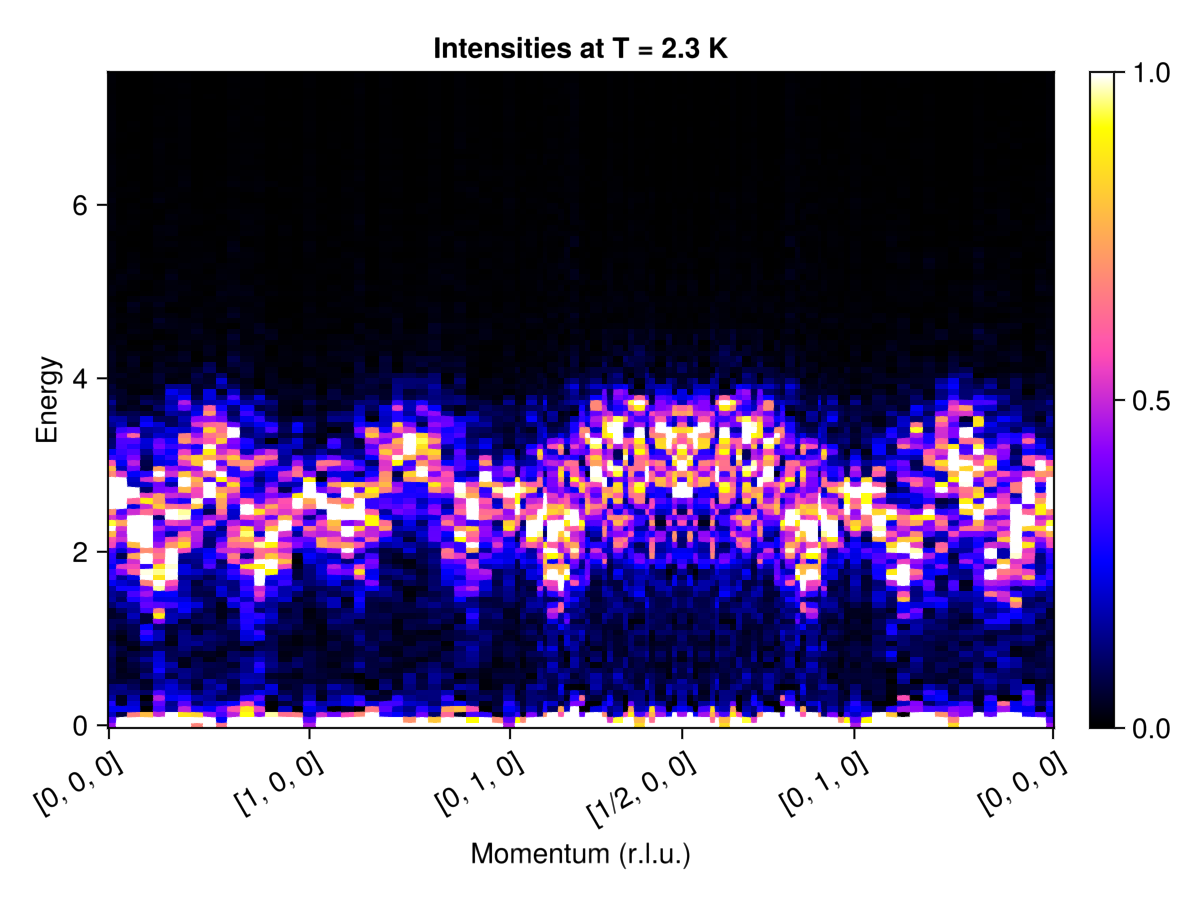 Intensities at T = 2.3 K
Energy
6
4
2
0
1.0
0.5
0.0
[0, 0, 0]
[1, 0, 0]
[0, 1, 0]
[1/2, 0, 0]
[0, 1, 0]
[0, 0, 0]
Momentum (r.l.u.)